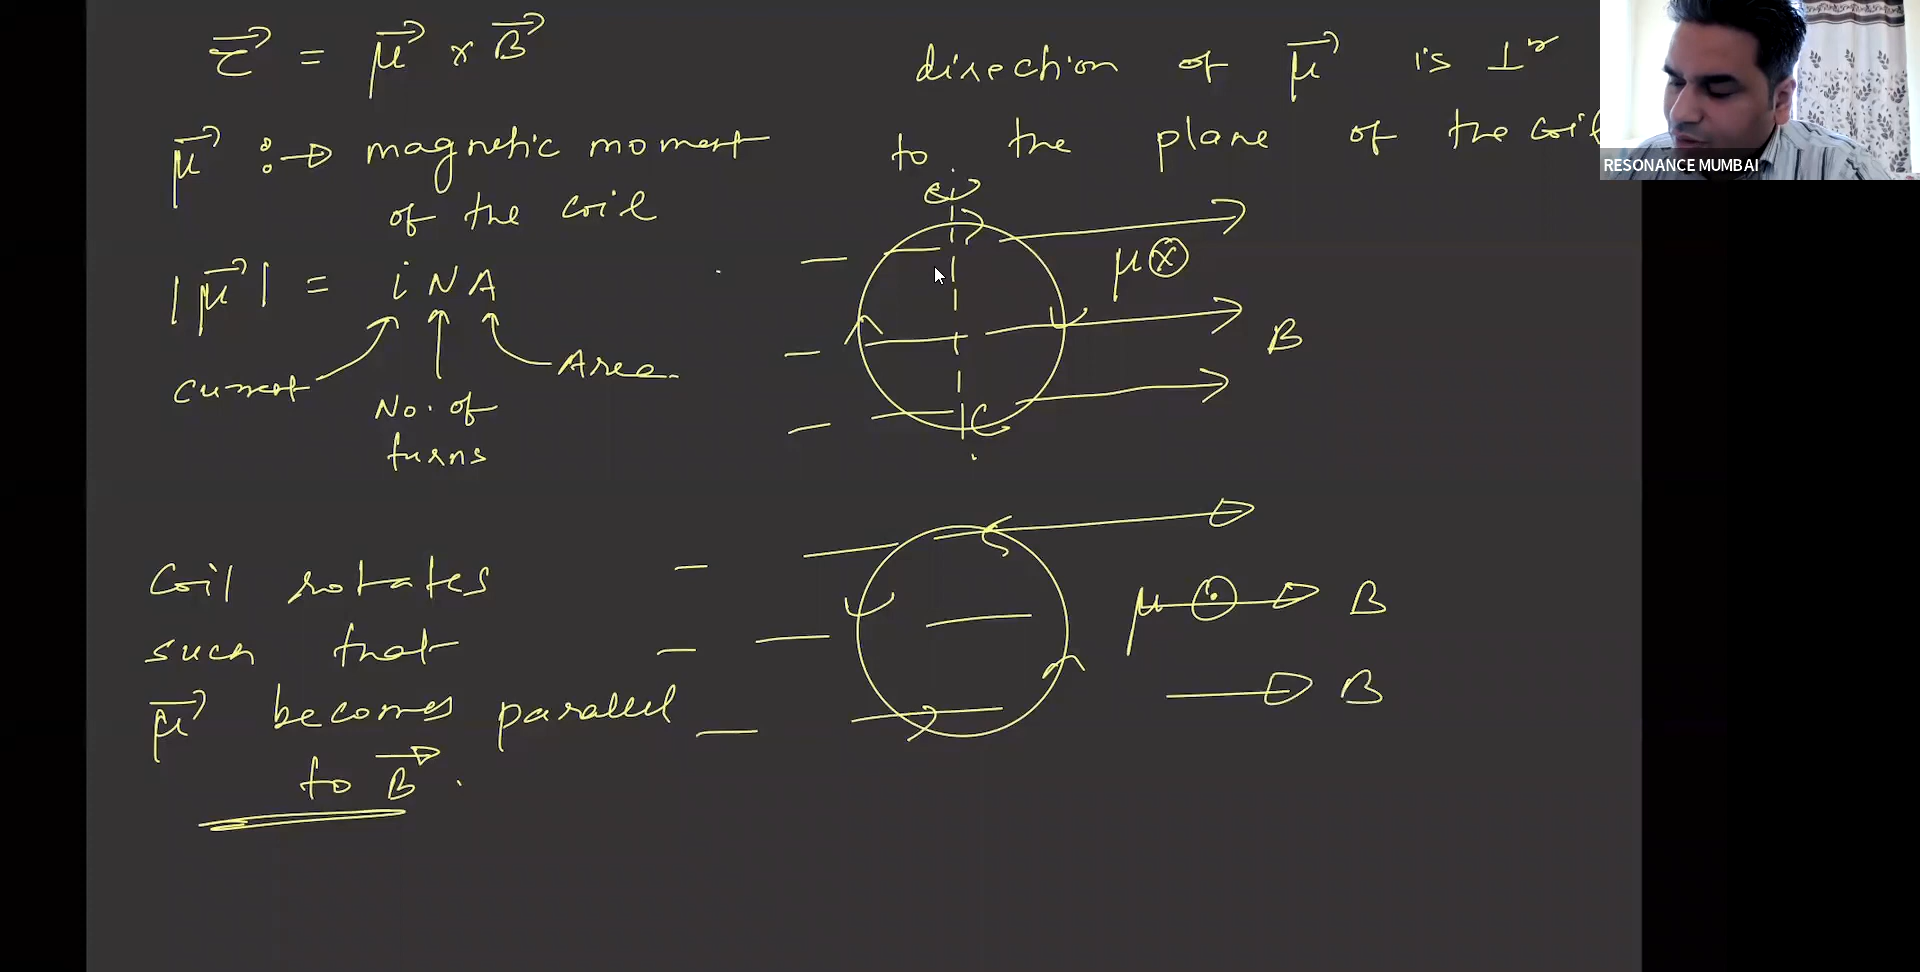 τ⃗ = μ⃗ × B⃗
μ⃗ :→ magnetic moment
of the coil
|μ⃗| = i N A
Current
No. of
turns
Area
direction of μ⃗ is ⊥r
to the plane of the coil
RESONANCE MUMBAI
μ ⊗
B
Coil rotates
such that
μ⃗ becomes parallel
to B⃗.
μ ⊙ B
B